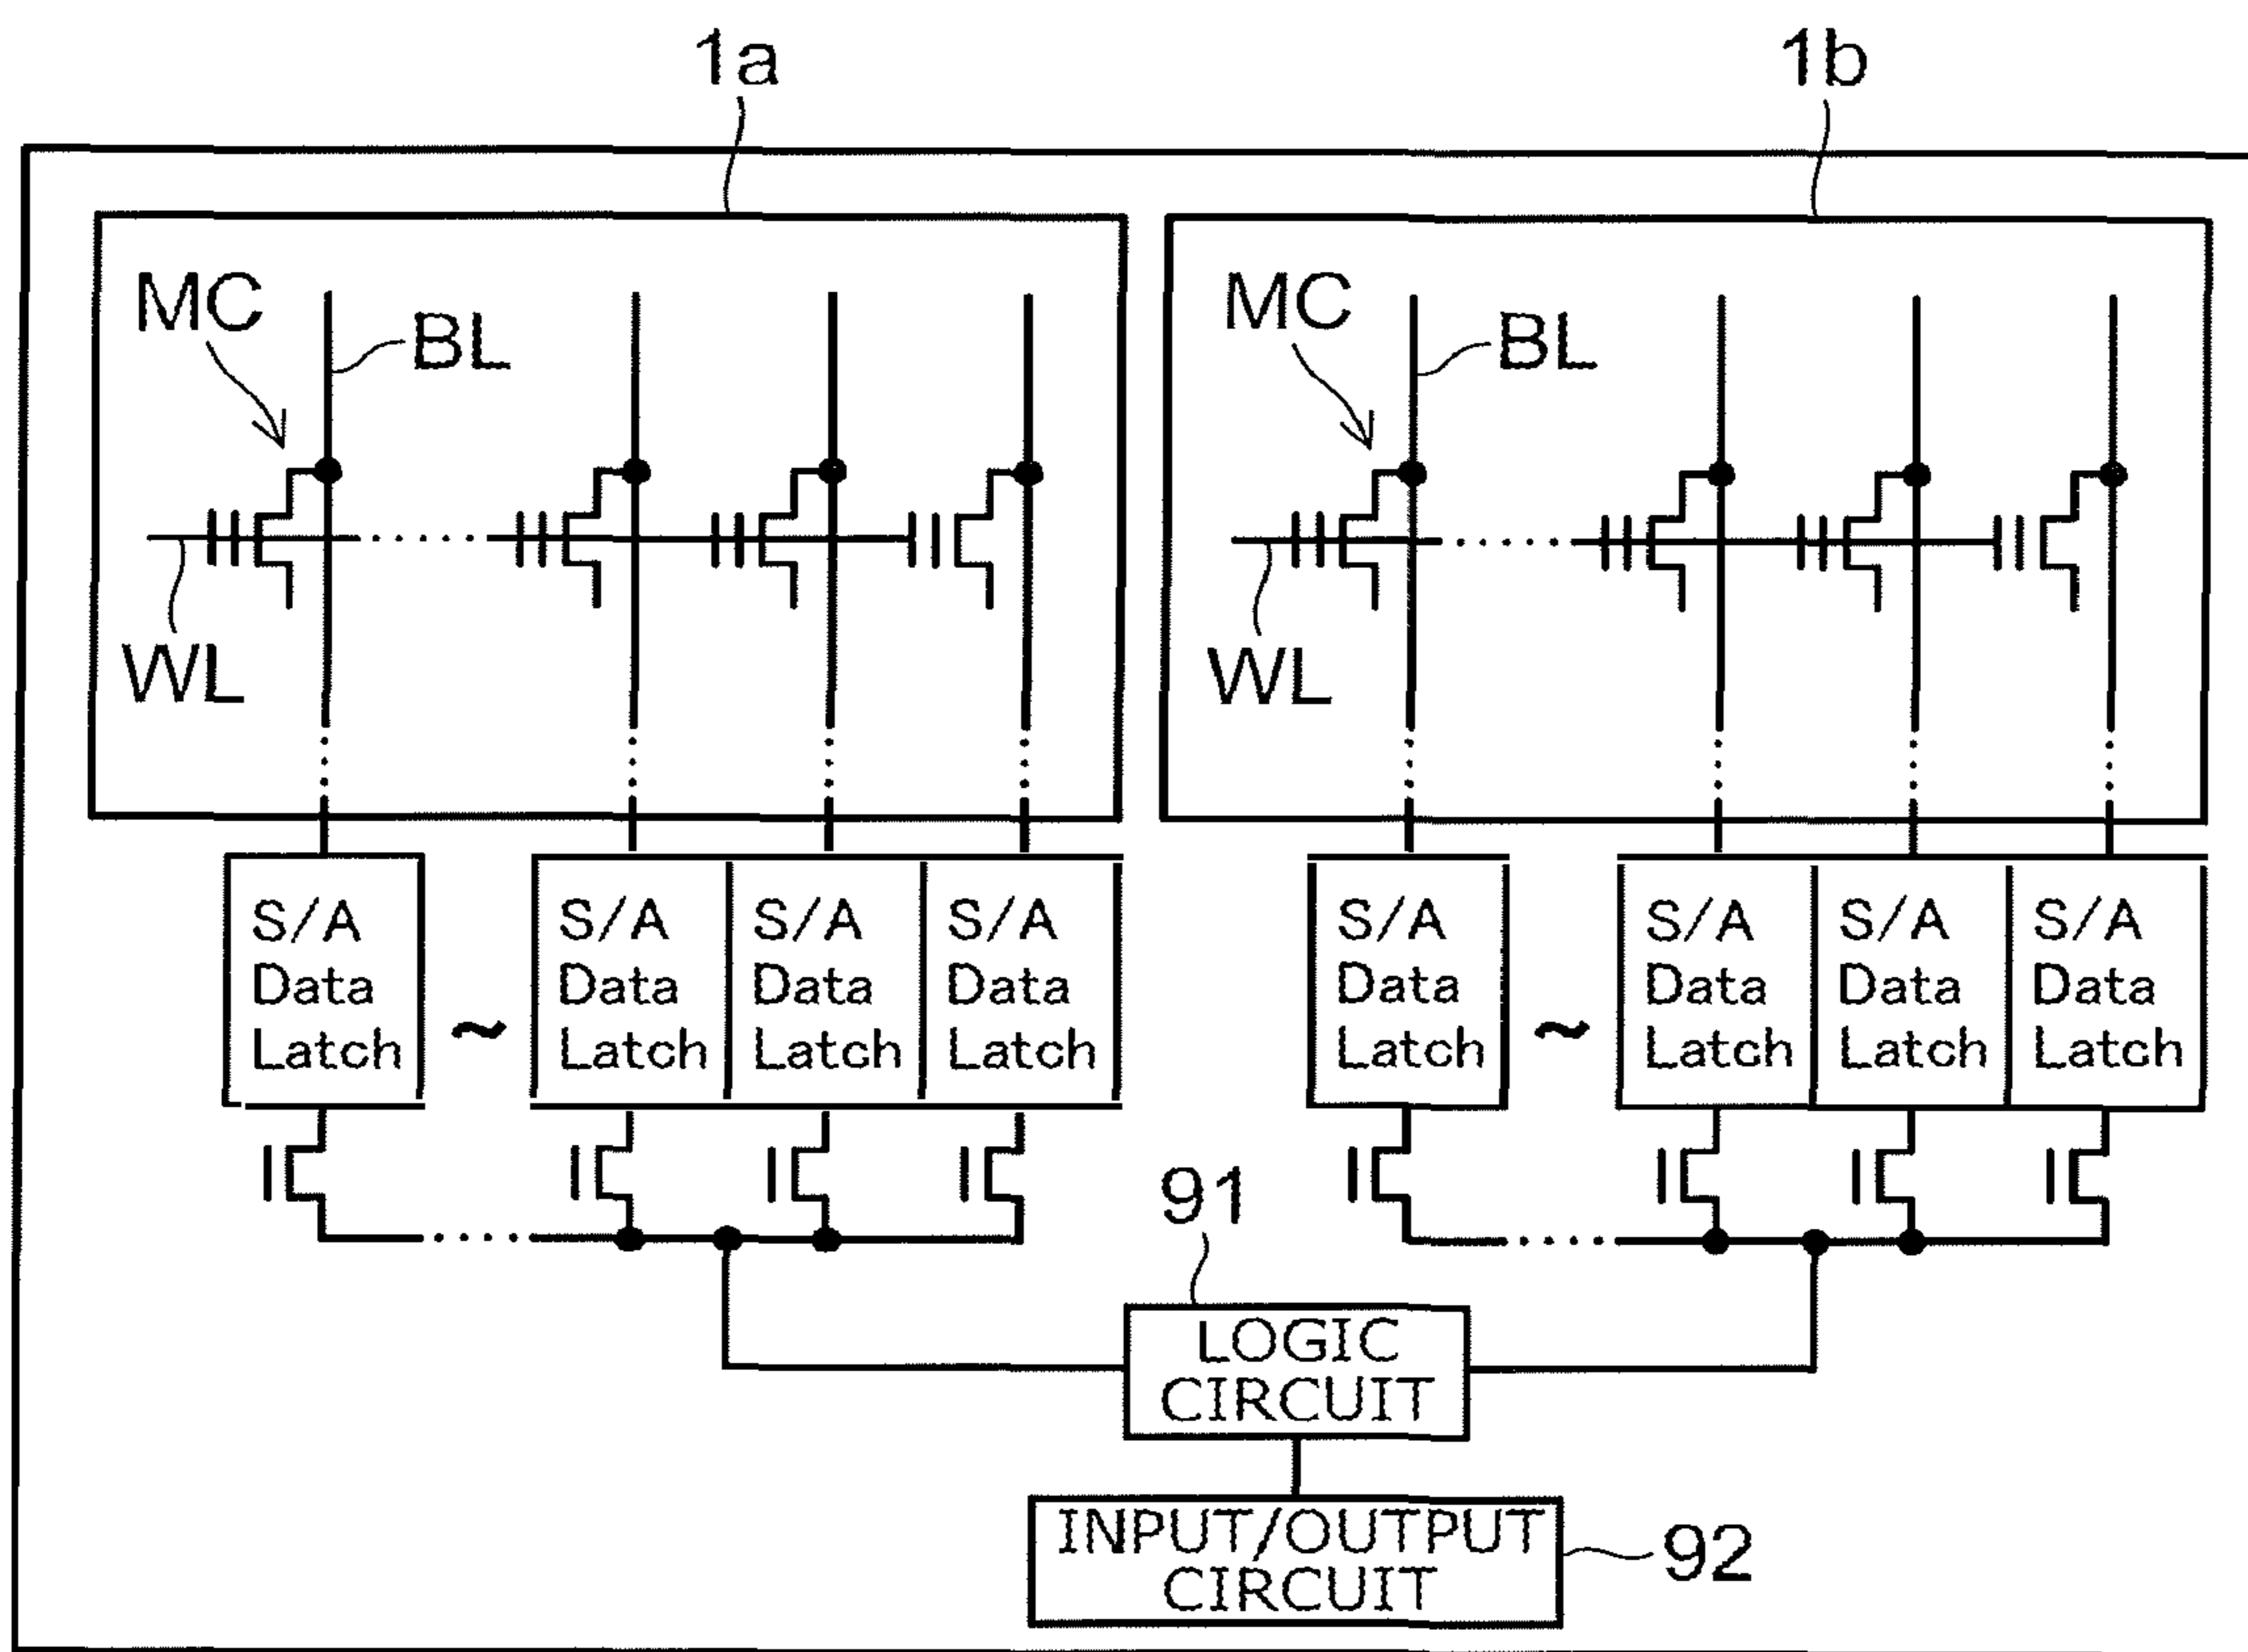 1a
1b
MC
BL
WL
MC
BL
WL
S/A
Data
Latch
~
S/A
Data
Latch
S/A
Data
Latch
S/A
Data
Latch
S/A
Data
Latch
~
S/A
Data
Latch
S/A
Data
Latch
S/A
Data
Latch
91
LOGIC
CIRCUIT
INPUT/OUTPUT
CIRCUIT
92